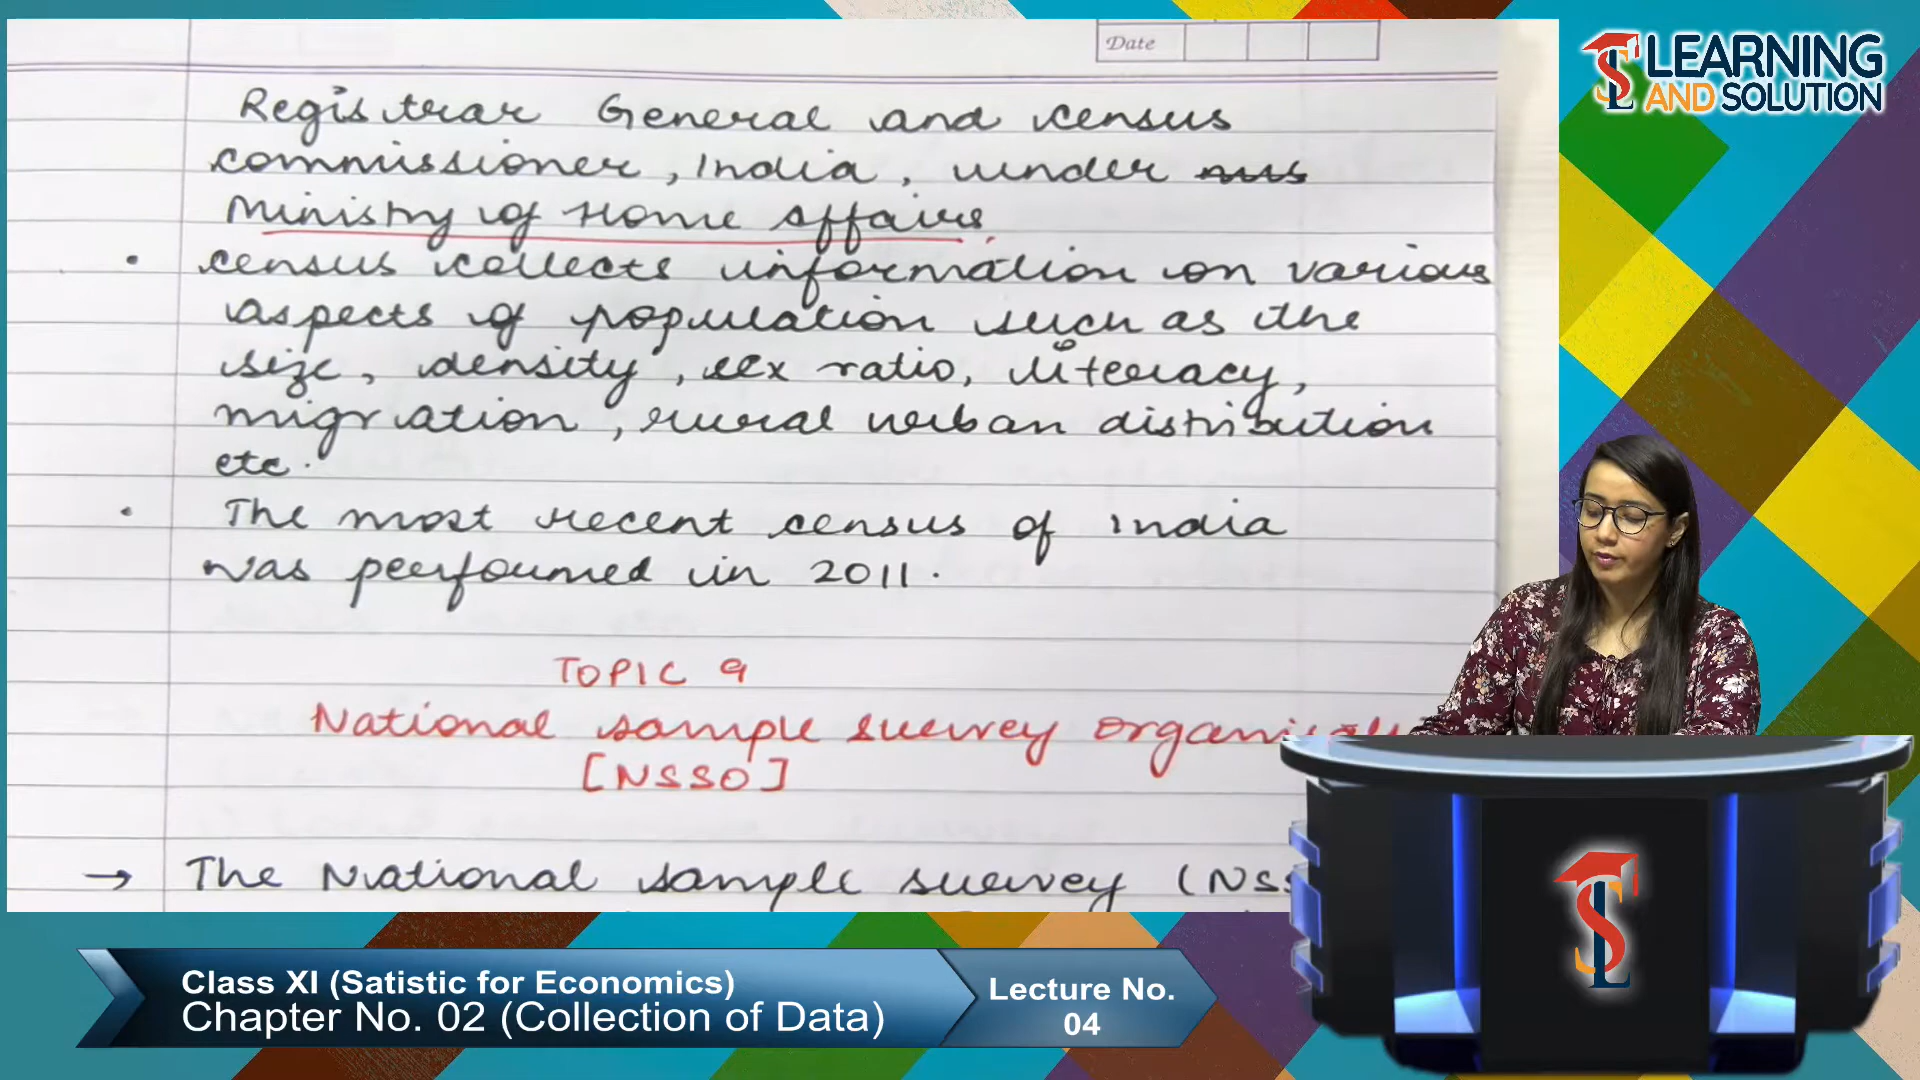 Date
LEARNING
AND SOLUTION
Registrar General and census
commissioner, India, under
Ministry of Home Affairs.
• census collects information on various
aspects of population such as the
size, density, sex ratio, literacy,
migration, rural urban distribution
etc.
• The most recent census of India
was performed in 2011.
TOPIC 9
National sample survey
[NSSO]
→ The National sample survey (NSS
Class XI (Satistic for Economics)
Chapter No. 02 (Collection of Data)
Lecture No.
04